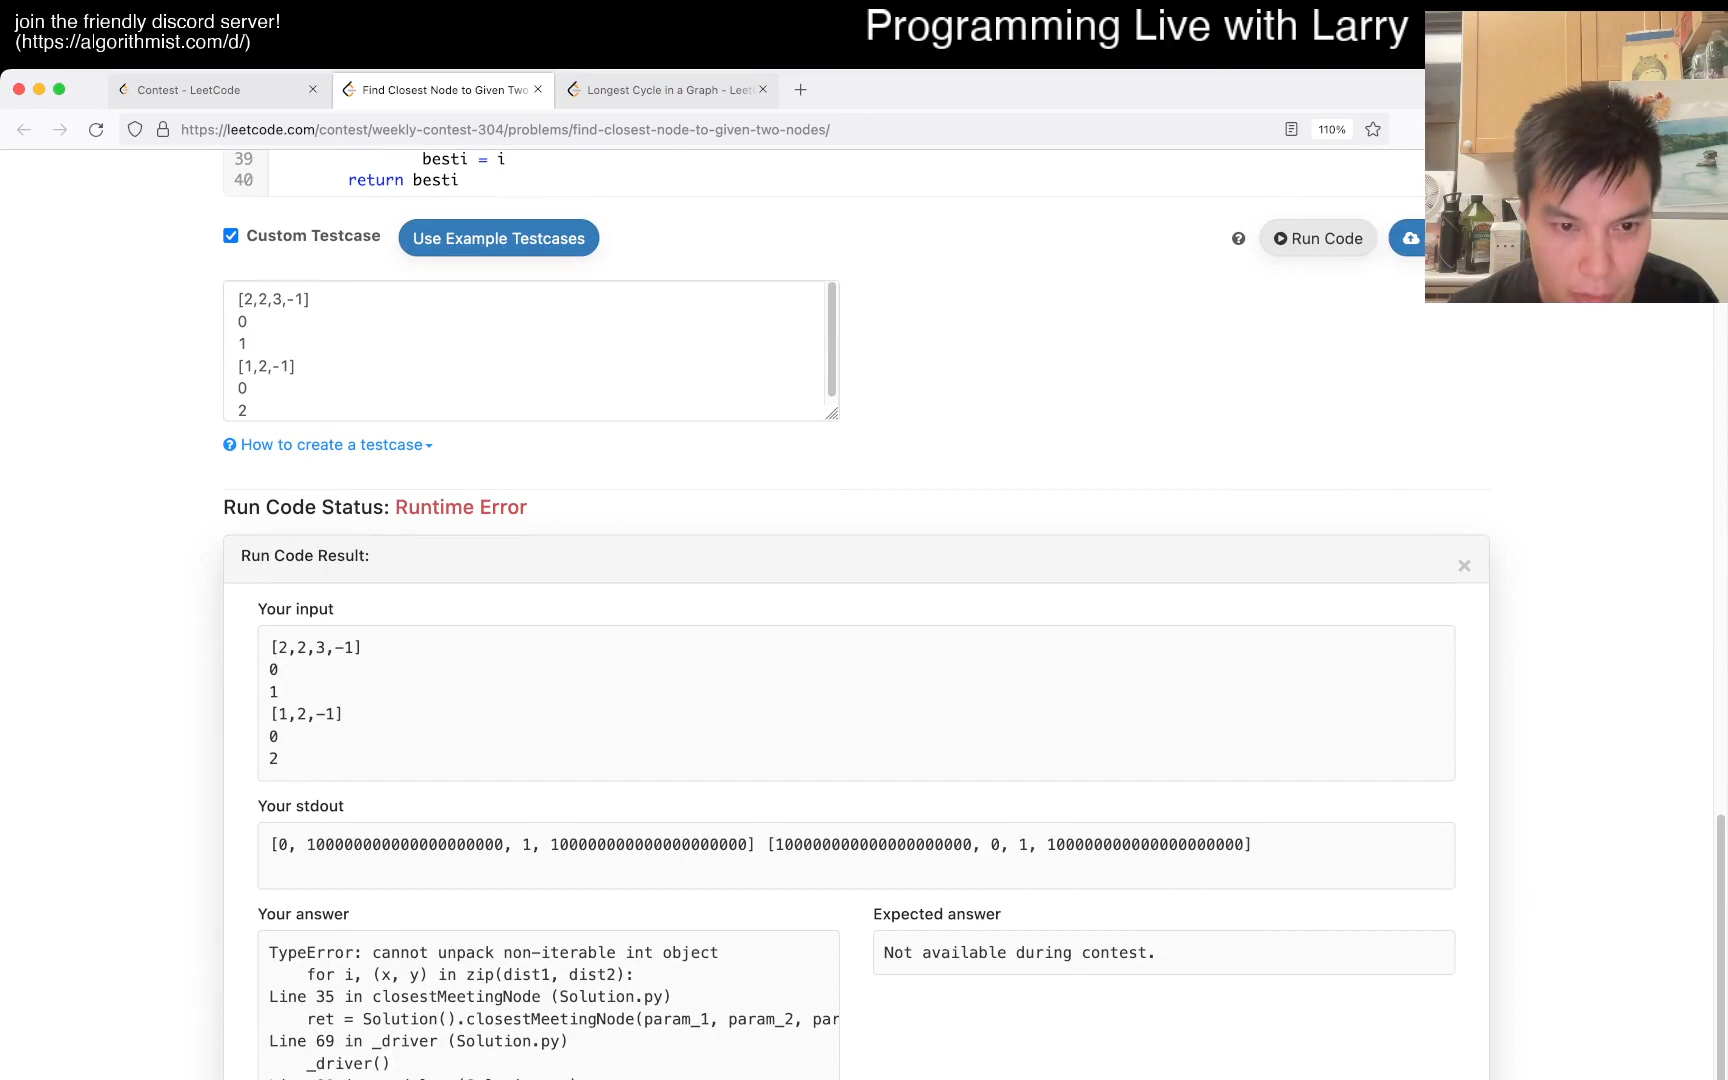 join the friendly discord server!
(https://algorithmist.com/d/)
Programming Live with Larry
Contest - LeetCode
Find Closest Node to Given Two
Longest Cycle in a Graph - Leet
https://leetcode.com/contest/weekly-contest-304/problems/find-closest-node-to-given-two-nodes/
110%
39 besti = i
40 return besti
Custom Testcase
Use Example Testcases
Run Code
[2,2,3,-1]
0
1
[1,2,-1]
0
2
How to create a testcase
Run Code Status: Runtime Error
Run Code Result:
Your input
[2,2,3,-1]
0
1
[1,2,-1]
0
2
Your stdout
[0, 100000000000000000000, 1, 100000000000000000000] [100000000000000000000, 0, 1, 100000000000000000000]
Your answer
Expected answer
TypeError: cannot unpack non-iterable int object
Not available during contest.
for i, (x, y) in zip(dist1, dist2):
Line 35 in closestMeetingNode (Solution.py)
ret = Solution().closestMeetingNode(param_1, param_2, par
Line 69 in _driver (Solution.py)
_driver()